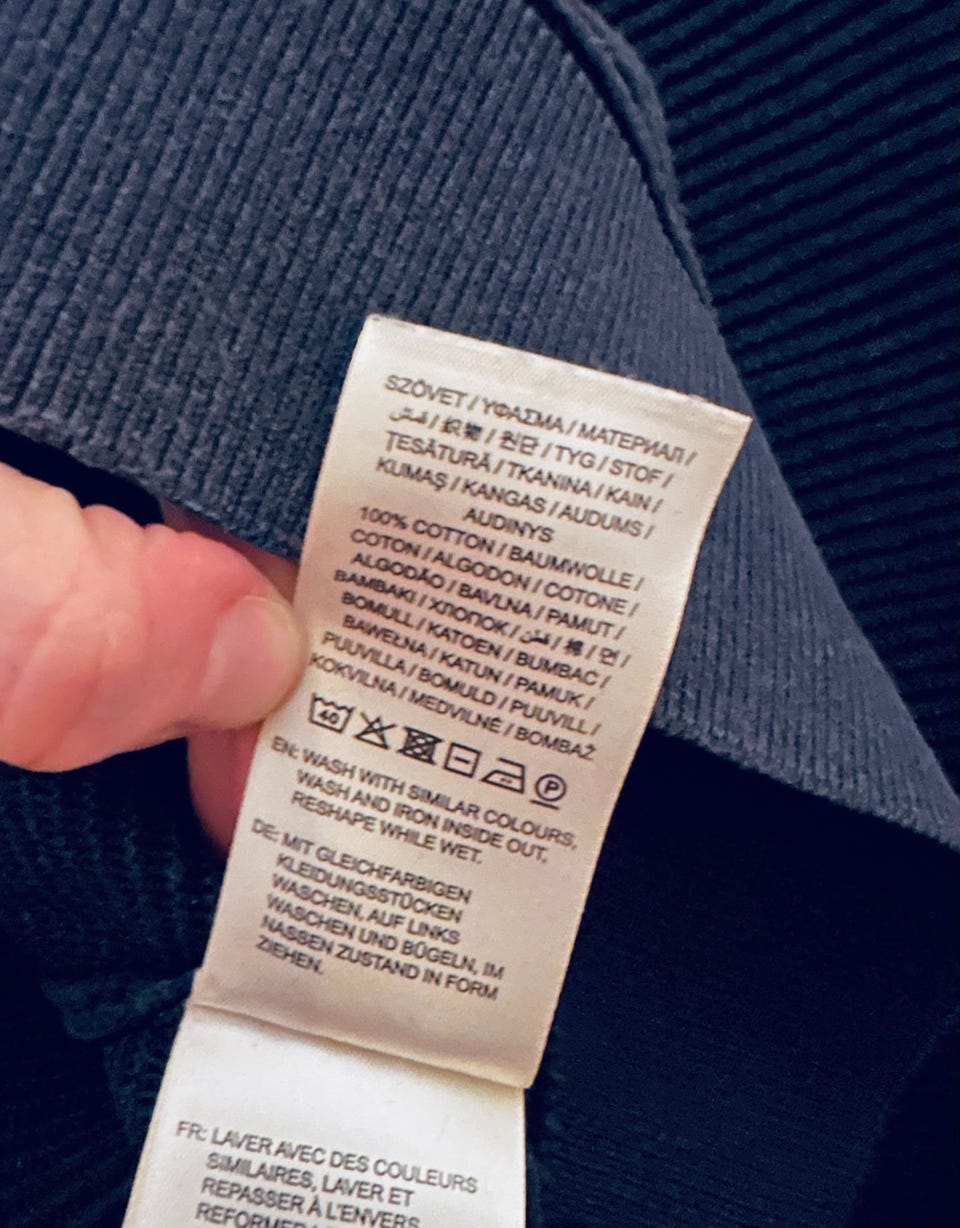 SZÖVET / ΥΦΑΣΜΑ / МАТЕРИАЛ /
قماش / 织物 / 원단 / TYG / STOF /
ȚESĂTURĂ / TKANINA / KAIN /
KUMAŞ / KANGAS / AUDUMS /
AUDINYS
100% COTTON / BAUMWOLLE /
COTON / ALGODON / COTONE /
ALGODÃO / BAVLNA / PAMUT /
BAMBAKI / ХЛОПОК / قطن / 棉 / 면 /
BOMULL / KATOEN / BUMBAC /
BAWEŁNA / KATUN / PAMUK /
PUUVILLA / BOMULD / PUUVILL /
KOKVILNA / MEDVILNĖ / BOMBAŽ
40 P
EN: WASH WITH SIMILAR COLOURS,
WASH AND IRON INSIDE OUT,
RESHAPE WHILE WET.
DE: MIT GLEICHFARBIGEN
KLEIDUNGSSTÜCKEN
WASCHEN, AUF LINKS
WASCHEN UND BÜGELN, IM
NASSEN ZUSTAND IN FORM
ZIEHEN.
FR: LAVER AVEC DES COULEURS
SIMILAIRES, LAVER ET
REPASSER À L'ENVERS,
REFORMER